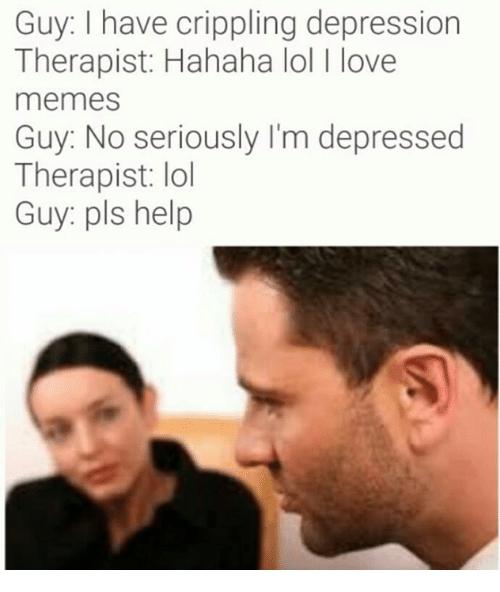 Guy: I have crippling depression
Therapist: Hahaha lol I love
memes
Guy: No seriously I'm depressed
Therapist: lol
Guy: pls help